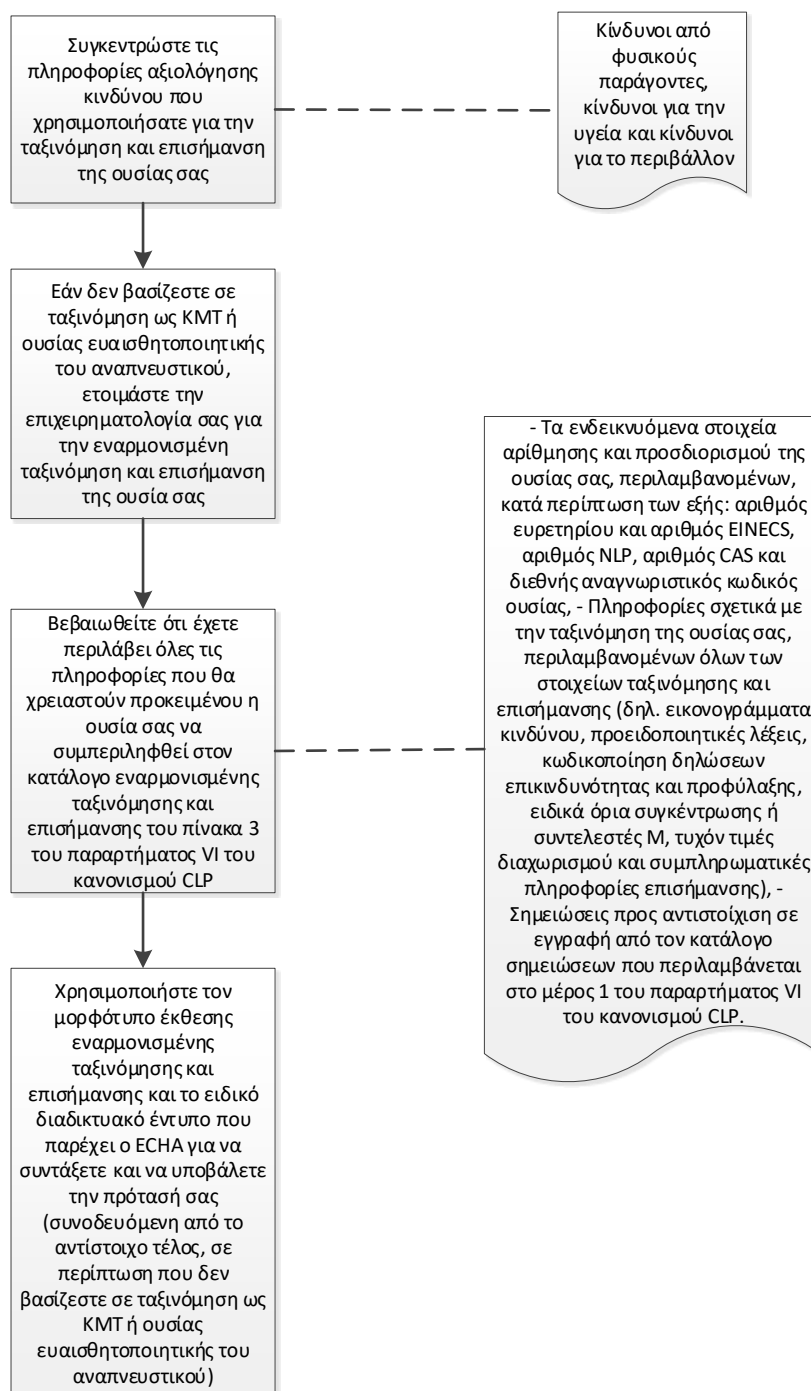 Συγκεντρώστε τις
πληροφορίες αξιολόγησης
κινδύνου που
χρησιμοποιήσατε για την
ταξινόμηση και επισήμανση
της ουσίας σας
Κίνδυνοι από
φυσικούς
παράγοντες,
κίνδυνοι για την
υγεία και κίνδυνοι
για το περιβάλλον
Εάν δεν βασίζεστε σε
ταξινόμηση ως ΚΜΤ ή
ουσίας ευαισθητοποιητικής
του αναπνευστικού,
ετοιμάστε την
επιχειρηματολογία σας για
την εναρμονισμένη
ταξινόμηση και επισήμανση
της ουσία σας
Βεβαιωθείτε ότι έχετε
περιλάβει όλες τις
πληροφορίες που θα
χρειαστούν προκειμένου η
ουσία σας να
συμπεριληφθεί στον
κατάλογο εναρμονισμένης
ταξινόμησης και
επισήμανσης του πίνακα 3
του παραρτήματος VI του
κανονισμού CLP
- Τα ενδεικνυόμενα στοιχεία
αρίθμησης και προσδιορισμού της
ουσίας σας, περιλαμβανομένων,
κατά περίπτωση των εξής: αριθμός
ευρετηρίου και αριθμός EINECS,
αριθμός NLP, αριθμός CAS και
διεθνής αναγνωριστικός κωδικός
ουσίας, - Πληροφορίες σχετικά με
την ταξινόμηση της ουσίας σας,
περιλαμβανομένων όλων των
στοιχείων ταξινόμησης και
επισήμανσης (δηλ. εικονογράμματα
κινδύνου, προειδοποιητικές λέξεις,
κωδικοποίηση δηλώσεων
επικινδυνότητας και προφύλαξης,
ειδικά όρια συγκέντρωσης ή
συντελεστές Μ, τυχόν τιμές
διαχωρισμού και συμπληρωματικές
πληροφορίες επισήμανσης), -
Σημειώσεις προς αντιστοίχιση σε
εγγραφή από τον κατάλογο
σημειώσεων που περιλαμβάνεται
στο μέρος 1 του παραρτήματος VI
του κανονισμού CLP.
Χρησιμοποιήστε τον
μορφότυπο έκθεσης
εναρμονισμένης
ταξινόμησης και
επισήμανσης και το ειδικό
διαδικτυακό έντυπο που
παρέχει ο ECHA για να
συντάξετε και να υποβάλετε
την πρότασή σας
(συνοδευόμενη από το
αντίστοιχο τέλος, σε
περίπτωση που δεν
βασίζεστε σε ταξινόμηση ως
ΚΜΤ ή ουσίας
ευαισθητοποιητικής του
αναπνευστικού)